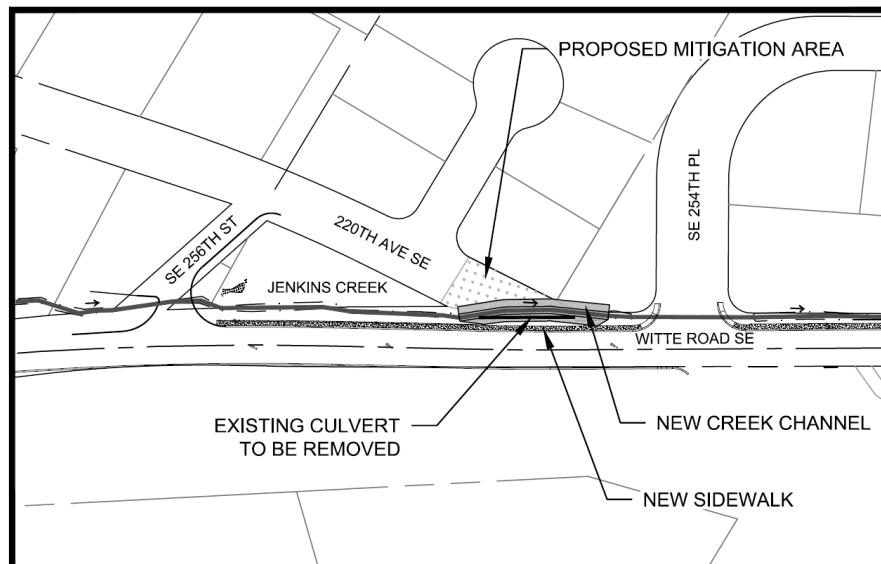 PROPOSED MITIGATION AREA
SE 254TH PL
220TH AVE SE
SE 256TH ST
JENKINS CREEK
WITTE ROAD SE
EXISTING CULVERT
TO BE REMOVED
NEW CREEK CHANNEL
NEW SIDEWALK